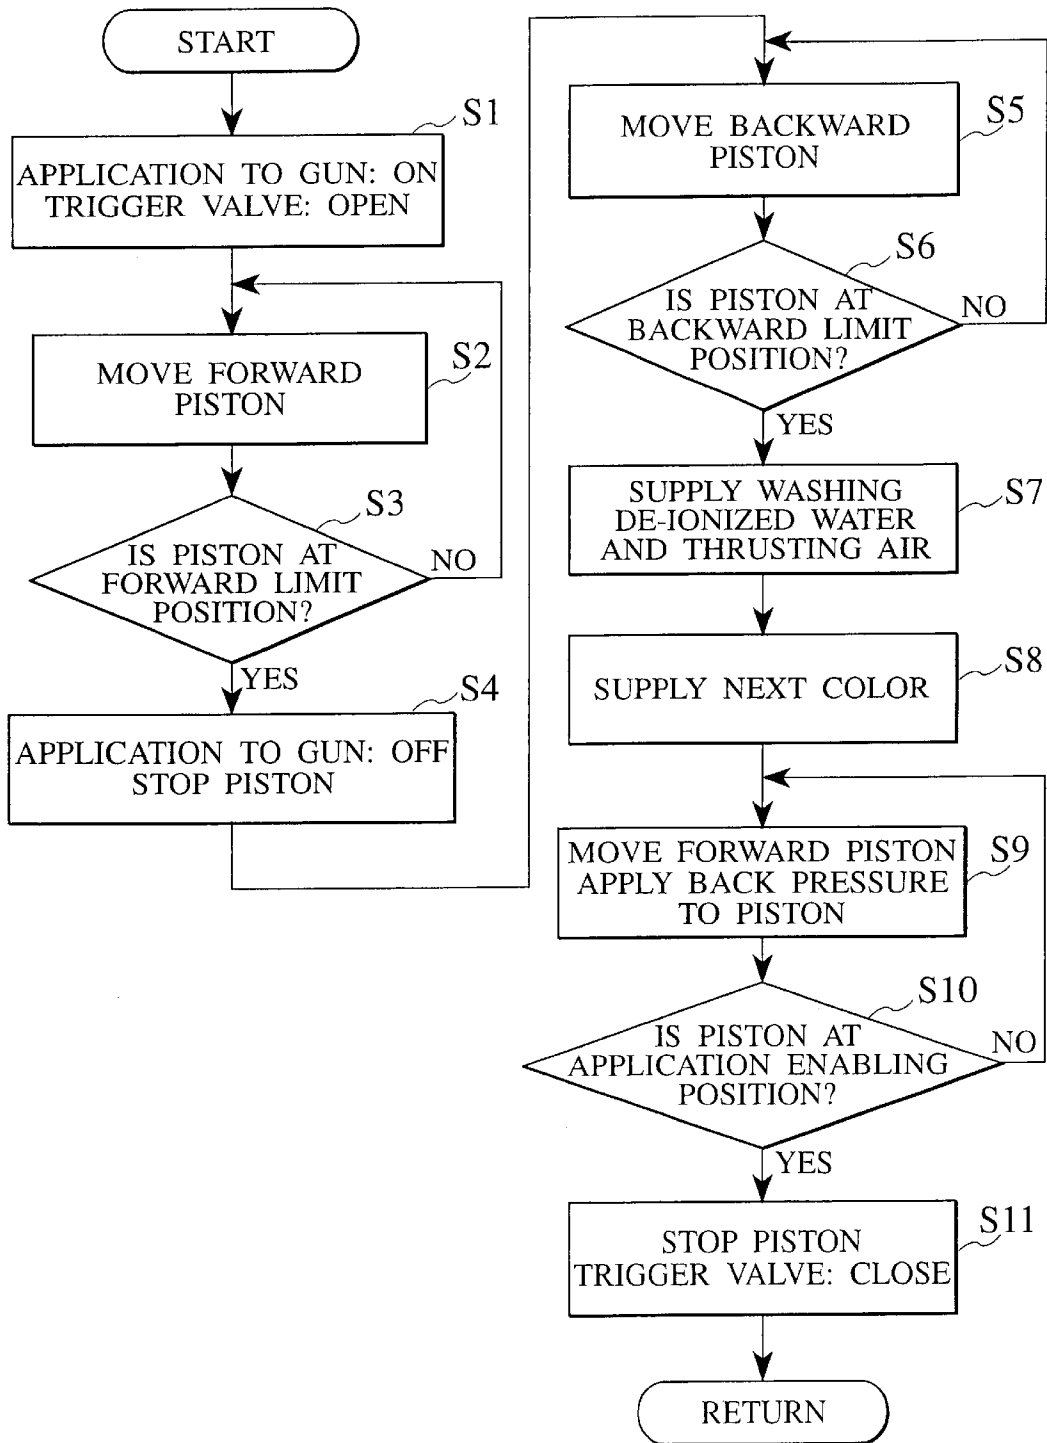 START
S1
APPLICATION TO GUN: ON
TRIGGER VALVE: OPEN
S2
MOVE FORWARD
PISTON
S3
IS PISTON AT
FORWARD LIMIT
POSITION?
NO
YES
S4
APPLICATION TO GUN: OFF
STOP PISTON
S5
MOVE BACKWARD
PISTON
S6
IS PISTON AT
BACKWARD LIMIT
POSITION?
NO
YES
S7
SUPPLY WASHING
DE-IONIZED WATER
AND THRUSTING AIR
S8
SUPPLY NEXT COLOR
S9
MOVE FORWARD PISTON
APPLY BACK PRESSURE
TO PISTON
S10
IS PISTON AT
APPLICATION ENABLING
POSITION?
NO
YES
S11
STOP PISTON
TRIGGER VALVE: CLOSE
RETURN